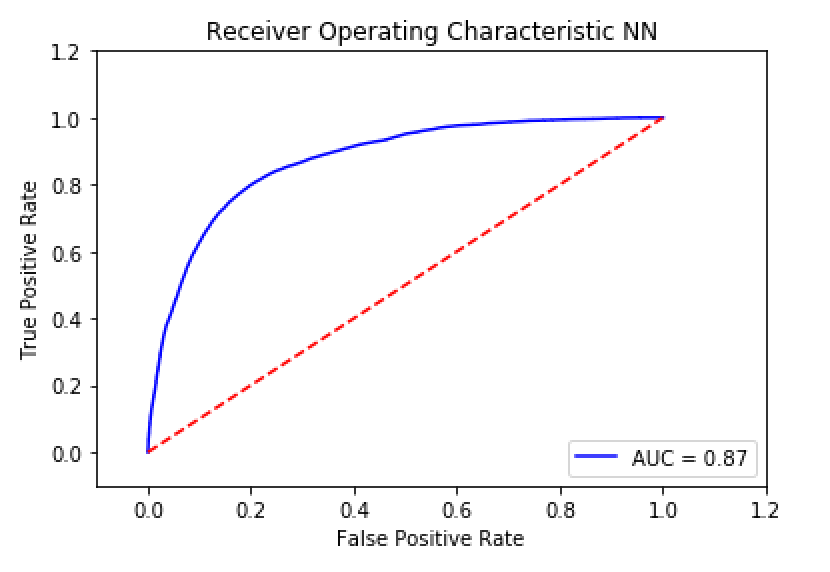 Receiver Operating Characteristic NN
1.2
1.0
0.8
0.6
0.4
0.2
0.0
True Positive Rate
AUC = 0.87
0.0 0.2 0.4 0.6 0.8 1.0 1.2
False Positive Rate